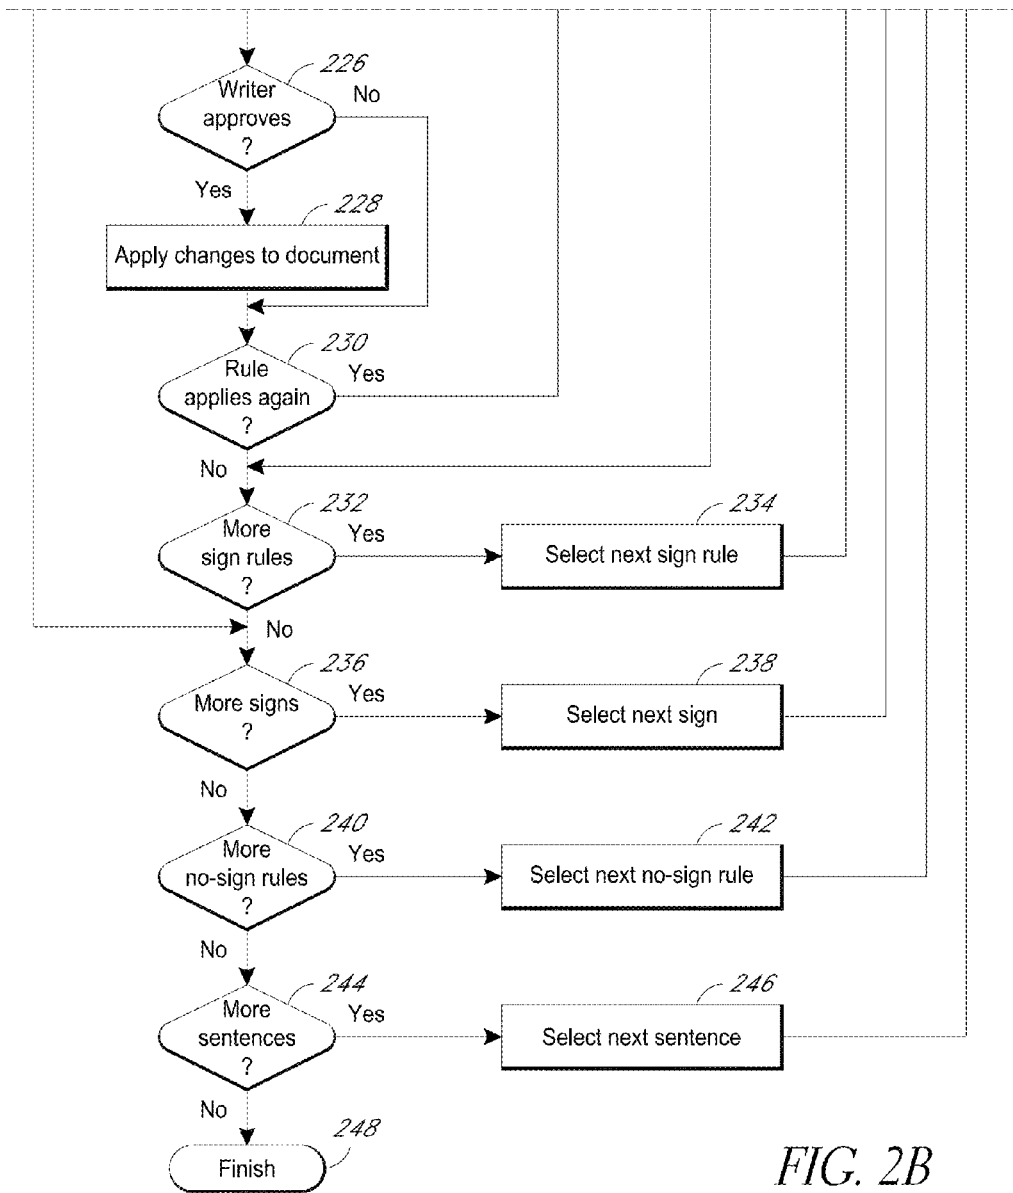 226
Writer
approves
?
No
Yes
228
Apply changes to document
230
Rule
applies again
?
Yes
No
232
More
sign rules
?
Yes
234
Select next sign rule
No
236
More signs
?
Yes
238
Select next sign
No
240
More
no-sign rules
?
Yes
242
Select next no-sign rule
No
244
More
sentences
?
Yes
246
Select next sentence
No
248
Finish
FIG. 2B